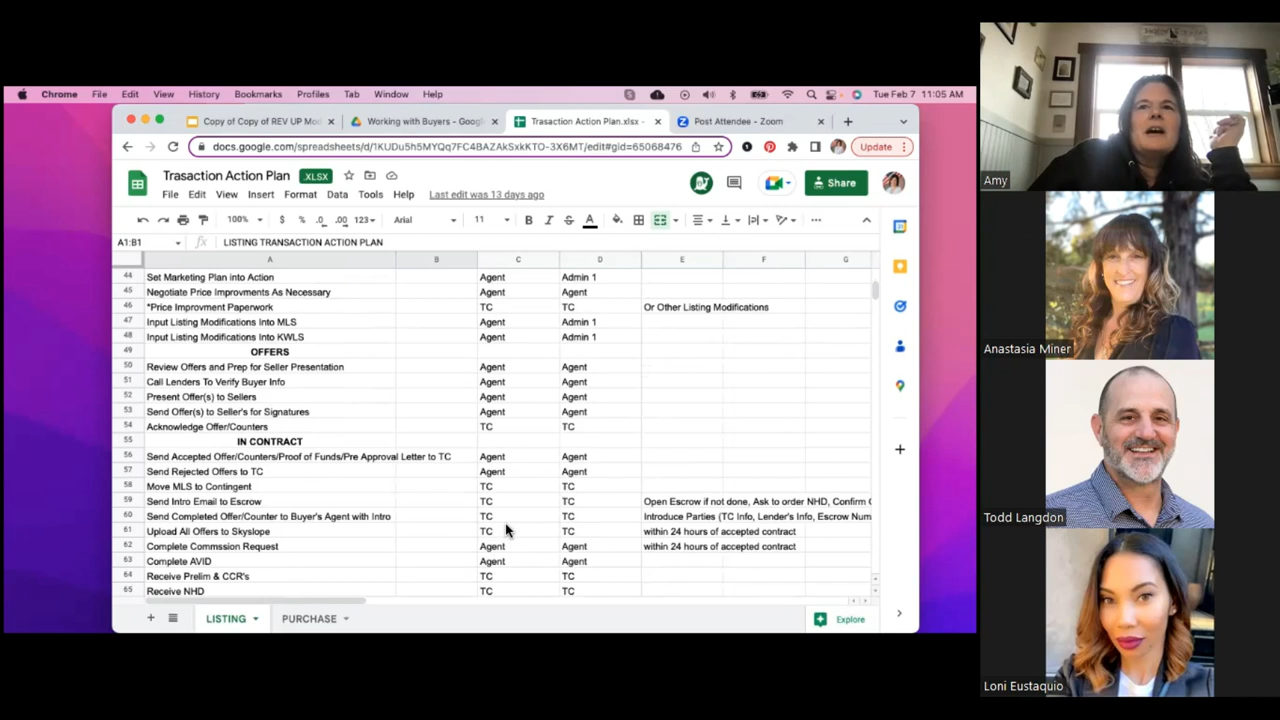 Chrome File Edit View History Bookmarks Profiles Tab Window Help Tue Feb 7 11:05 AM
Copy of Copy of REV UP Mod Working with Buyers - Google Trasaction Action Plan.xlsx - Post Attendee - Zoom
docs.google.com/spreadsheets/d/1KUDu5h5MYQq7FC4BAZAkSxkKTO-3X6MT/edit#gid=65068476 Update
Trasaction Action Plan .XLSX
File Edit View Insert Format Data Tools Help Last edit was 13 days ago Share
100% $ % .0 .00 123 Arial 11 B I S A
A1:B1 fx LISTING TRANSACTION ACTION PLAN
A B C D E F G
44 Set Marketing Plan into Action Agent Admin 1
45 Negotiate Price Improvments As Necessary Agent Agent
46 *Price Improvment Paperwork TC TC Or Other Listing Modifications
47 Input Listing Modifications Into MLS Agent Admin 1
48 Input Listing Modifications Into KWLS Agent Admin 1
49 OFFERS
50 Review Offers and Prep for Seller Presentation Agent Agent
51 Call Lenders To Verify Buyer Info Agent Agent
52 Present Offer(s) to Sellers Agent Agent
53 Send Offer(s) to Seller's for Signatures Agent Agent
54 Acknowledge Offer/Counters TC TC
55 IN CONTRACT
56 Send Accepted Offer/Counters/Proof of Funds/Pre Approval Letter to TC Agent Agent
57 Send Rejected Offers to TC Agent Agent
58 Move MLS to Contingent TC TC
59 Send Intro Email to Escrow TC TC Open Escrow if not done, Ask to order NHD, Confirm
60 Send Completed Offer/Counter to Buyer's Agent with Intro TC TC Introduce Parties (TC Info, Lender's Info, Escrow Num
61 Upload All Offers to Skyslope TC TC within 24 hours of accepted contract
62 Complete Commssion Request Agent Agent within 24 hours of accepted contract
63 Complete AVID Agent Agent
64 Receive Prelim & CCR's TC TC
65 Receive NHD TC TC
LISTING PURCHASE Explore
Amy
Anastasia Miner
Todd Langdon
Loni Eustaquio